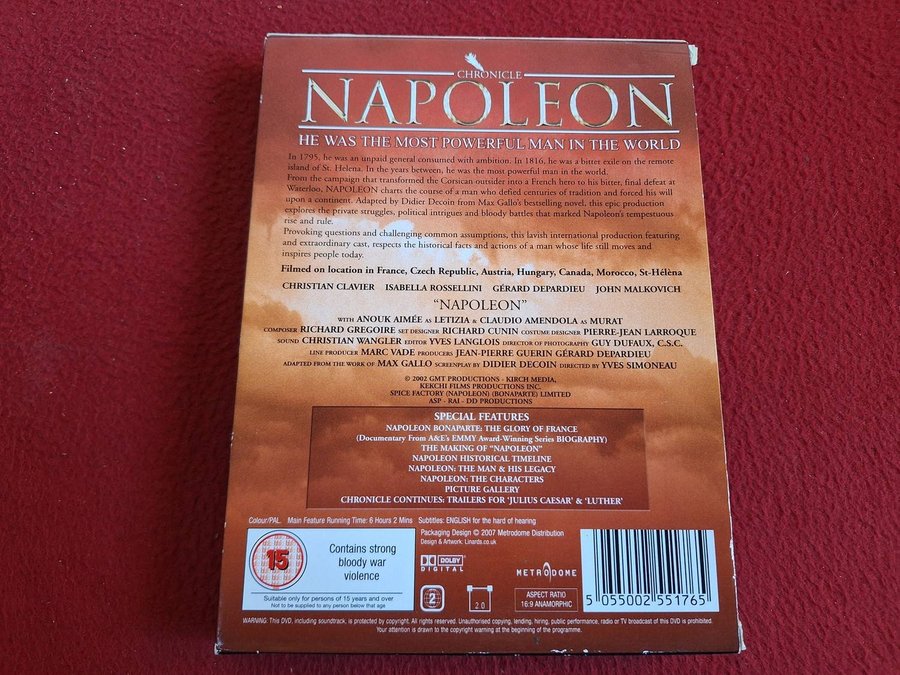 CHRONICLE
NAPOLEON
HE WAS THE MOST POWERFUL MAN IN THE WORLD
In 1795, he was an unpaid general consumed with ambition. In 1816, he was a bitter exile on the remote
island of St. Helena. In the years between, he was the most powerful man in the world.
From the campaign that transformed the Corsican outsider into a French hero to his bitter, final defeat at
Waterloo, NAPOLEON charts the course of a man who defied centuries of tradition and forced his will
upon a continent. Adapted by Didier Decoin from Max Gallo's bestselling novel, this epic production
explores the private struggles, political intrigues and bloody battles that marked Napoleon's tempestuous
rise and rule.
Provoking questions and challenging common assumptions, this lavish international production featuring
and extraordinary cast, respects the historical facts and actions of a man whose life still moves and
inspires people today.
Filmed on location in France, Czech Republic, Austria, Hungary, Canada, Morocco, St-Hélèna
CHRISTIAN CLAVIER ISABELLA ROSSELLINI GÉRARD DEPARDIEU JOHN MALKOVICH
"NAPOLEON"
WITH ANOUK AIMÉE AS LETIZIA & CLAUDIO AMENDOLA AS MURAT
COMPOSER RICHARD GREGOIRE SET DESIGNER RICHARD CUNIN COSTUME DESIGNER PIERRE-JEAN LARROQUE
SOUND CHRISTIAN WANGLER EDITOR YVES LANGLOIS DIRECTOR OF PHOTOGRAPHY GUY DUFAUX, C.S.C.
LINE PRODUCER MARC VADE PRODUCERS JEAN-PIERRE GUERIN GÉRARD DEPARDIEU
ADAPTED FROM THE WORK OF MAX GALLO SCREENPLAY BY DIDIER DECOIN DIRECTED BY YVES SIMONEAU
© 2002 GMT PRODUCTIONS - KIRCH MEDIA,
KEKCHI FILMS PRODUCTIONS INC.
SPICE FACTORY (NAPOLEON) (BONAPARTE) LIMITED
ASP - RAI - DD PRODUCTIONS
SPECIAL FEATURES
NAPOLEON BONAPARTE: THE GLORY OF FRANCE
(Documentary From A&E's EMMY Award-Winning Series BIOGRAPHY)
THE MAKING OF "NAPOLEON"
NAPOLEON HISTORICAL TIMELINE
NAPOLEON: THE MAN & HIS LEGACY
NAPOLEON: THE CHARACTERS
PICTURE GALLERY
CHRONICLE CONTINUES: TRAILERS FOR 'JULIUS CAESAR' & 'LUTHER'
Colour/PAL. Main Feature Running Time: 6 Hours 2 Mins Subtitles: ENGLISH for the hard of hearing
15
Contains strong
bloody war
violence
Suitable only for persons of 15 years and over
Not to be supplied to any person below that age
Packaging Design © 2007 Metrodome Distribution
Design & Artwork: Linards.co.uk
DOLBY
DIGITAL
METRODOME
2
2.0
ASPECT RATIO
16:9 ANAMORPHIC
5 055002 551765
WARNING: This DVD, including soundtrack, is protected by copyright. All rights reserved. Unauthorised copying, lending, hiring, public performance, radio or TV broadcast of this DVD is prohibited.
Your attention is drawn to the copyright warning at the beginning of the programme.